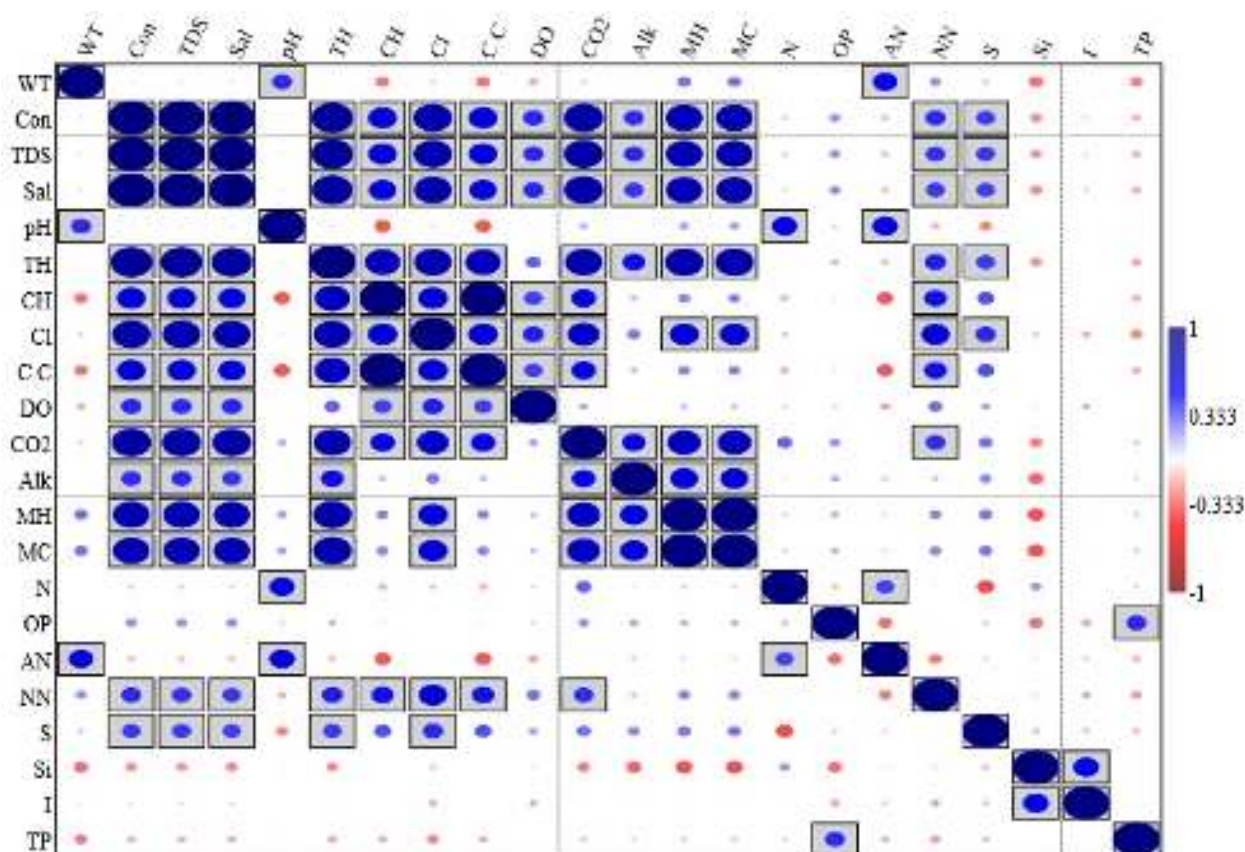 WT Con TDS Sal pH TH CH Cl C.C DO CO2 Alk MH MC N OP AN NN S Si I TP
WT
Con
TDS
Sal
pH
TH
CH
Cl
C C
DO
CO2
Alk
MH
MC
N
OP
AN
NN
S
Si
I
TP
1
0.333
-0.333
-1